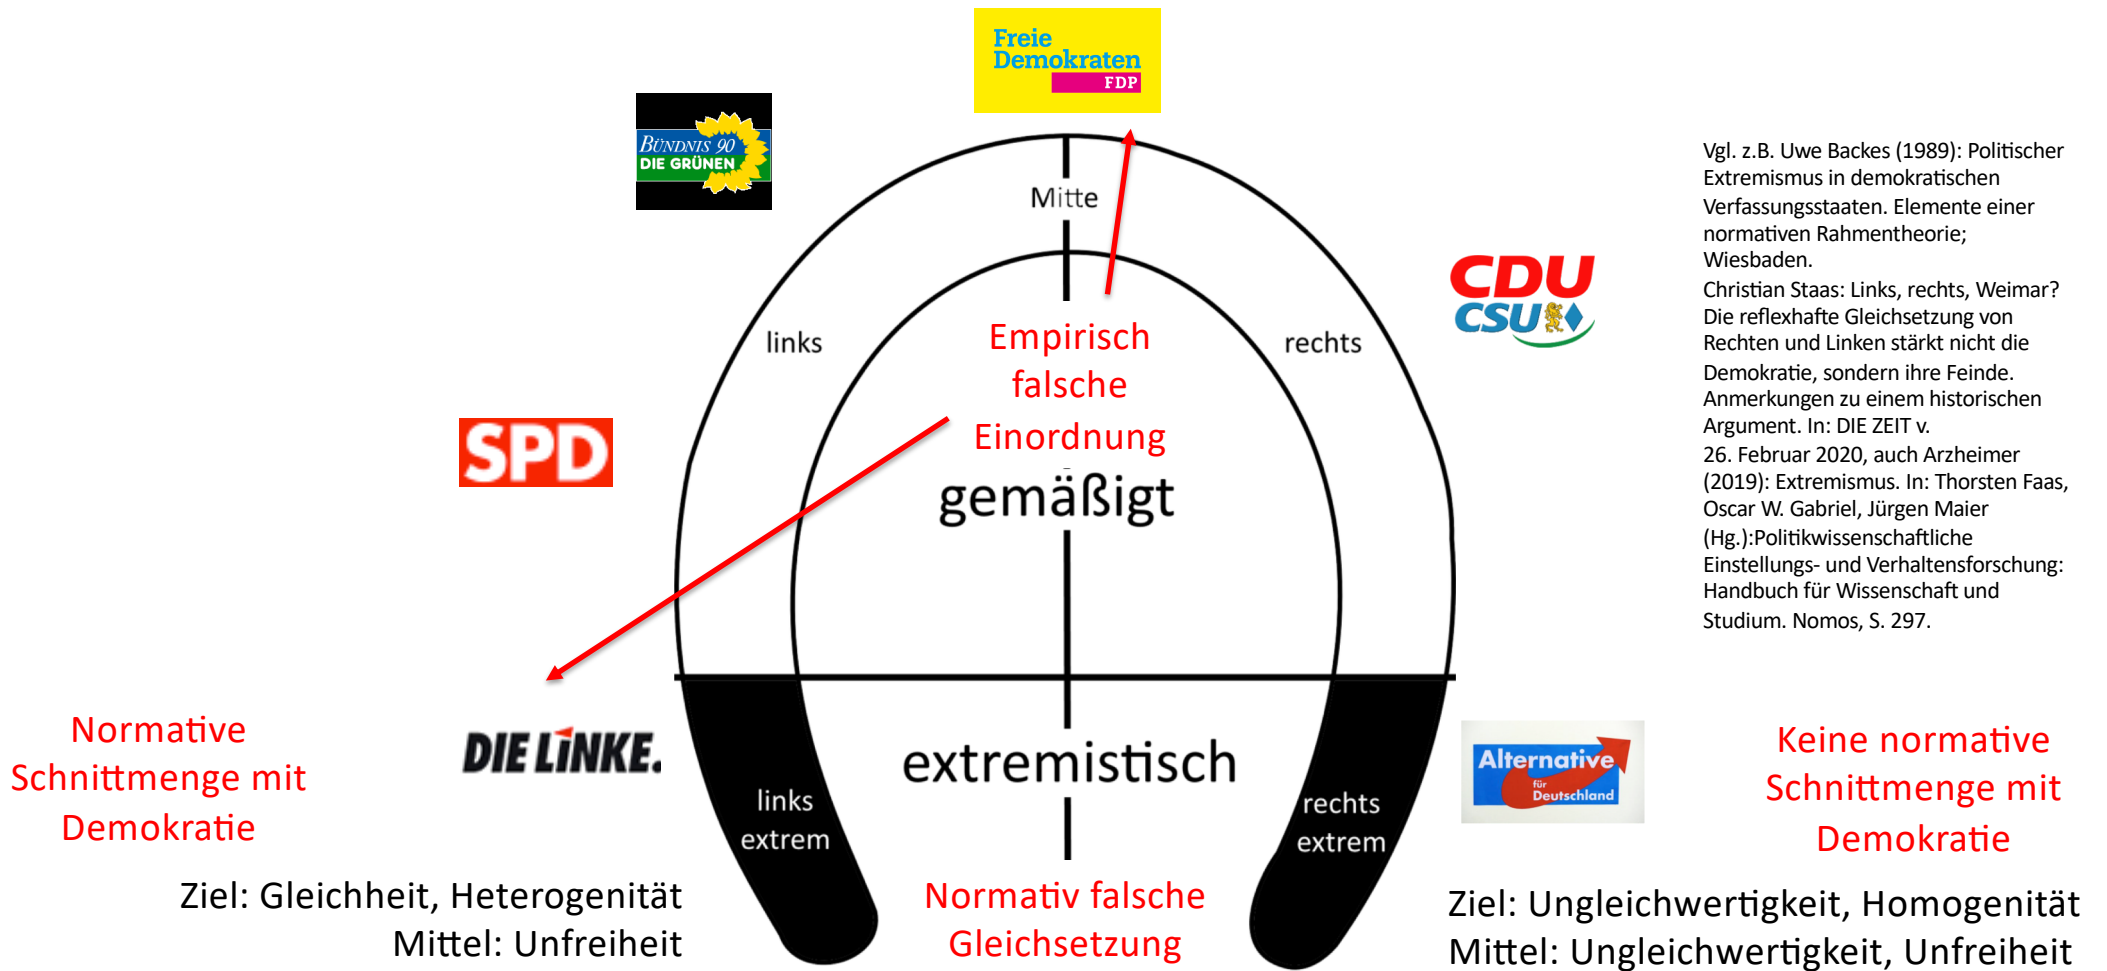 Freie
Demokraten
FDP
BÜNDNIS 90
DIE GRÜNEN
Mitte
CDU
CSU
links
rechts
Empirisch
falsche
Einordnung
SPD
gemäßigt
Vgl. z.B. Uwe Backes (1989): Politischer
Extremismus in demokratischen
Verfassungsstaaten. Elemente einer
normativen Rahmentheorie;
Wiesbaden.
Christian Staas: Links, rechts, Weimar?
Die reflexhafte Gleichsetzung von
Rechten und Linken stärkt nicht die
Demokratie, sondern ihre Feinde.
Anmerkungen zu einem historischen
Argument. In: DIE ZEIT v.
26. Februar 2020, auch Arzheimer
(2019): Extremismus. In: Thorsten Faas,
Oscar W. Gabriel, Jürgen Maier
(Hg.):Politikwissenschaftliche
Einstellungs- und Verhaltensforschung:
Handbuch für Wissenschaft und
Studium. Nomos, S. 297.
Normative
Schnittmenge mit
Demokratie
DIE LINKE.
extremistisch
links
extrem
rechts
extrem
Alternative
für
Deutschland
Keine normative
Schnittmenge mit
Demokratie
Ziel: Gleichheit, Heterogenität
Mittel: Unfreiheit
Normativ falsche
Gleichsetzung
Ziel: Ungleichwertigkeit, Homogenität
Mittel: Ungleichwertigkeit, Unfreiheit